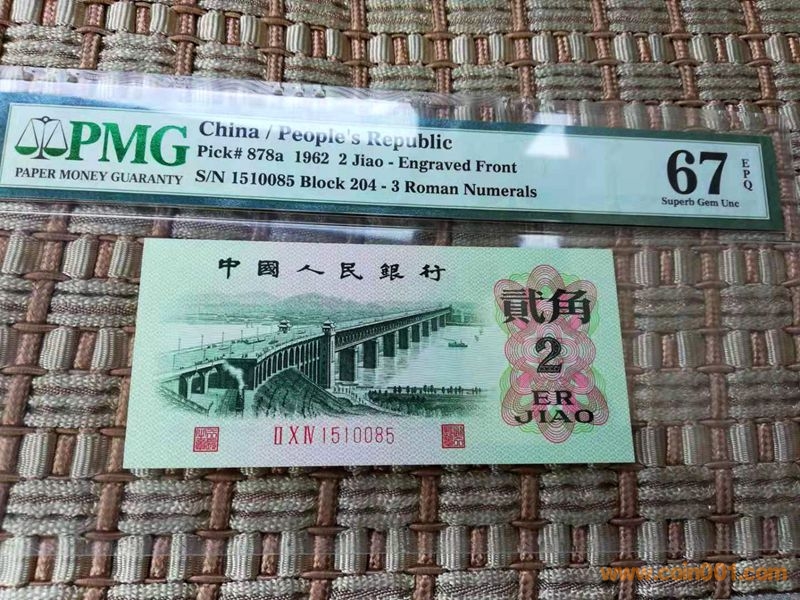 PMG
PAPER MONEY GUARANTY
China / People's Republic
Pick# 878a 1962 2 Jiao - Engraved Front
S/N 1510085 Block 204 - 3 Roman Numerals
67
EPQ
Superb Gem Unc
中國人民銀行
貳角
2
ER
JIAO
II X IV 1510085
www.coin001.com